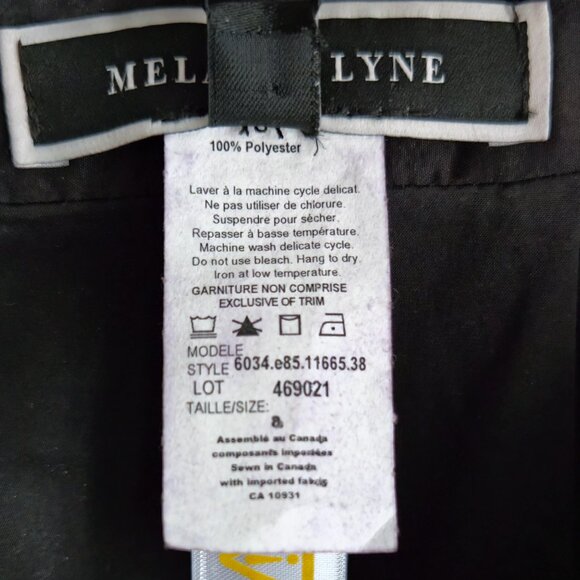 MELA LYNE
100% Polyester
Laver à la machine cycle delicat.
Ne pas utiliser de chlorure.
Suspendre pour sècher.
Repasser à basse température.
Machine wash delicate cycle.
Do not use bleach. Hang to dry.
Iron at low temperature.
GARNITURE NON COMPRISE
EXCLUSIVE OF TRIM
MODELE
STYLE 6034.e85.11665.38
LOT 469021
TAILLE/SIZE:
8
Assemblé au Canada
composants importées
Sewn in Canada
with imported fabrics
CA 10931